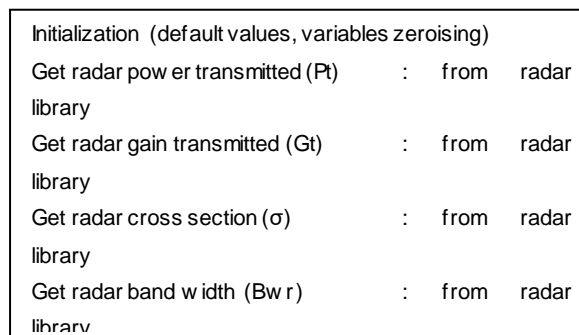 Initialization (default values, variables zeroising)
Get radar power transmitted (Pt) : from radar
library
Get radar gain transmitted (Gt) : from radar
library
Get radar cross section (σ) : from radar
library
Get radar band width (Bwr) : from radar
library